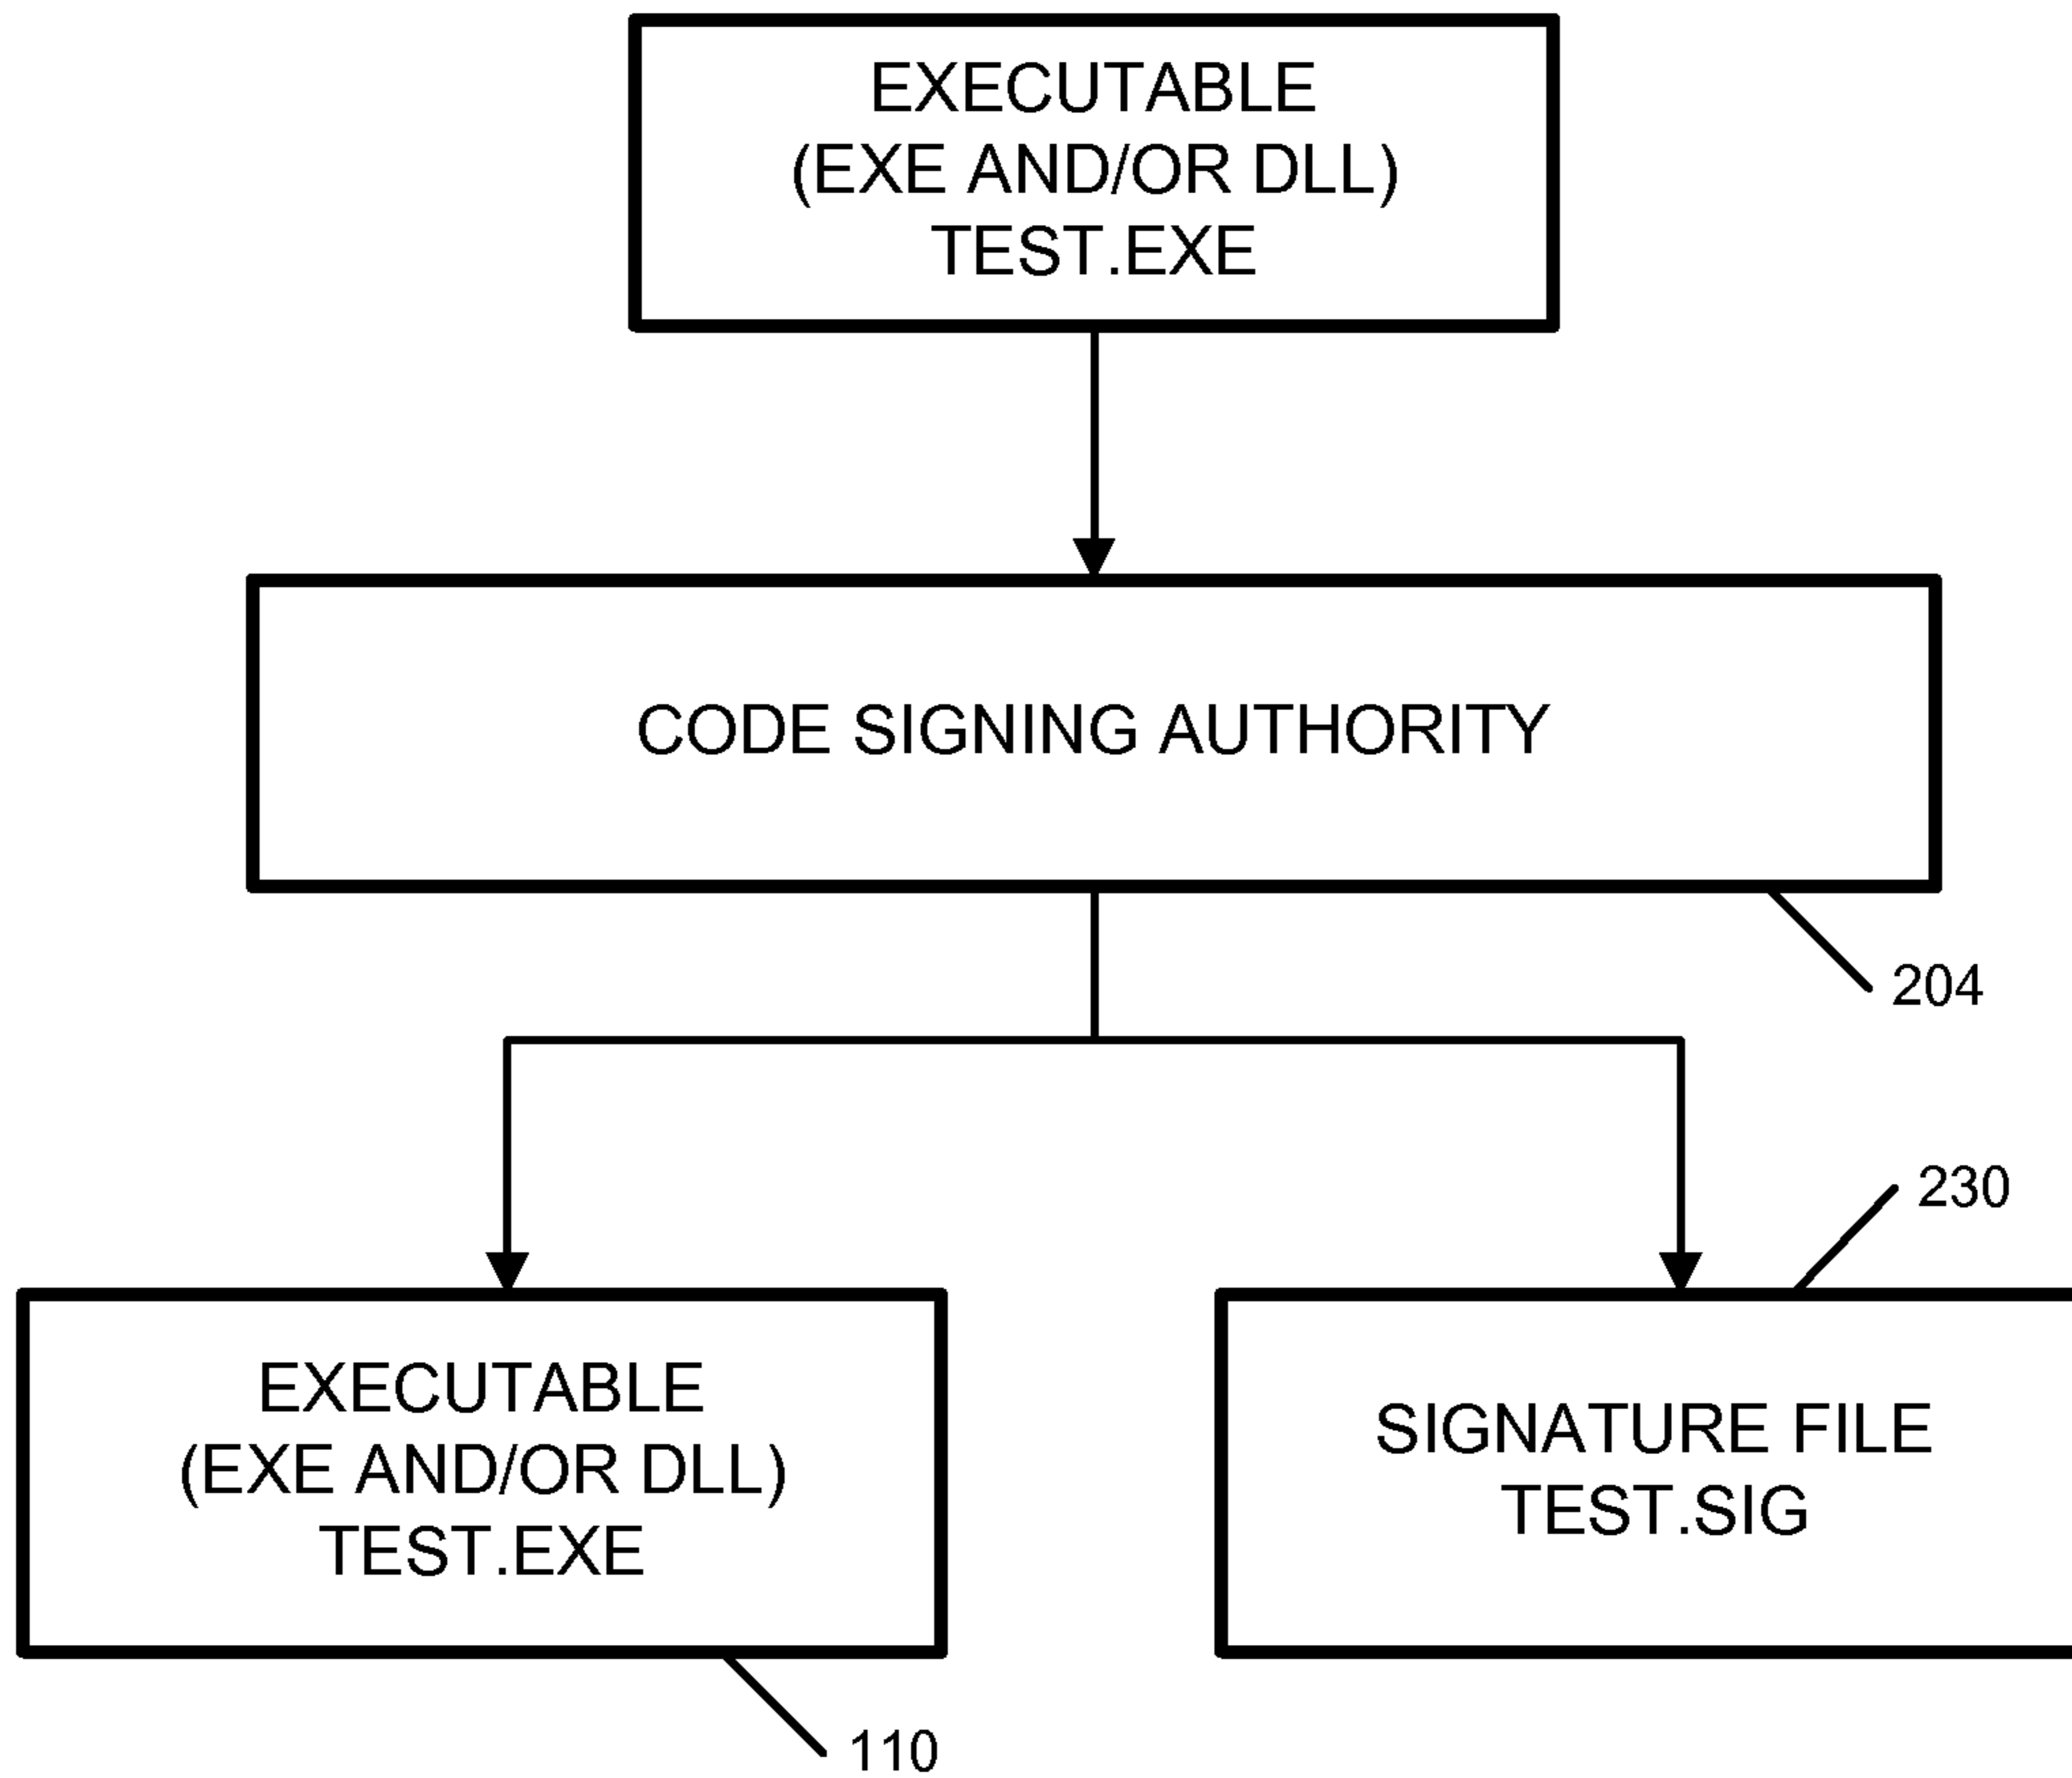 EXECUTABLE
(EXE AND/OR DLL)
TEST.EXE
CODE SIGNING AUTHORITY
204
230
EXECUTABLE
(EXE AND/OR DLL)
TEST.EXE
SIGNATURE FILE
TEST.SIG
110